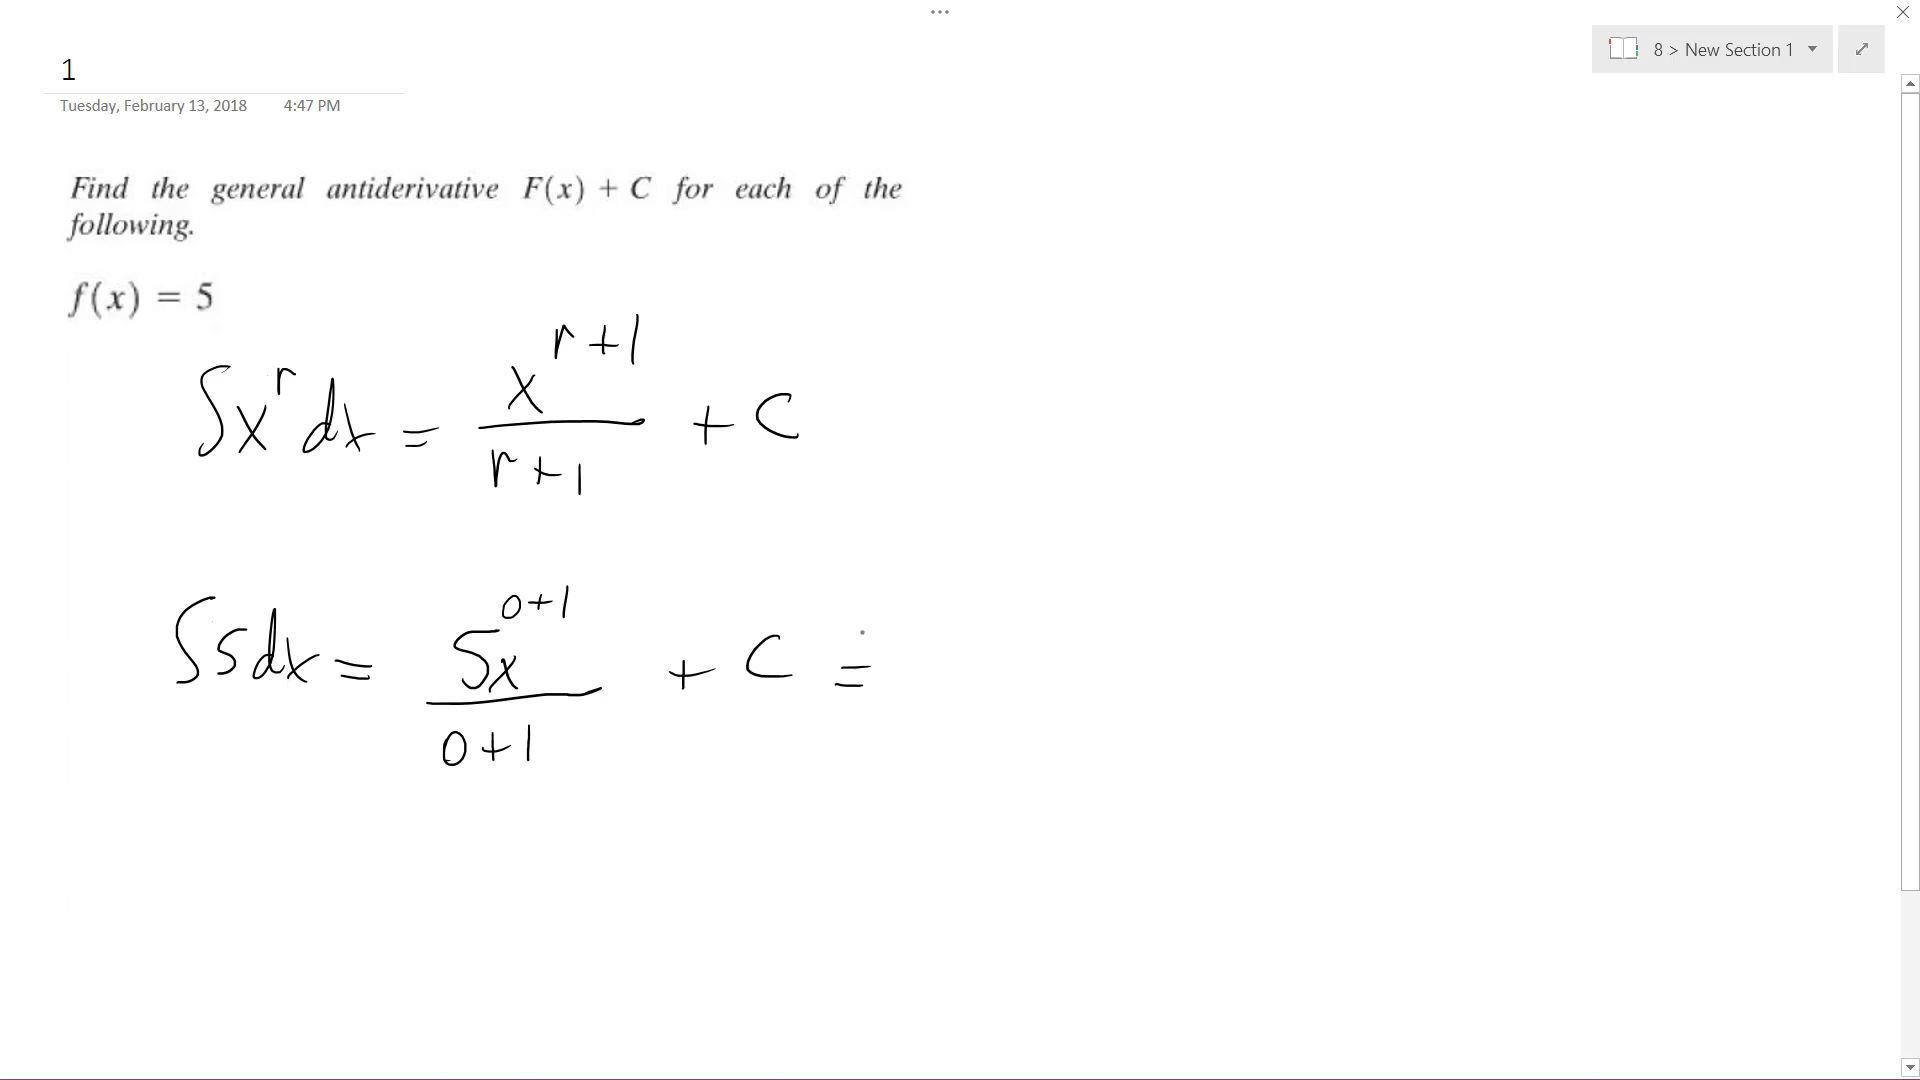 ...
8 > New Section 1
1
Tuesday, February 13, 2018 4:47 PM
Find the general antiderivative F(x) + C for each of the
following.
f(x) = 5
∫x^r dx = x^(r+1)/(r+1) + C
∫5dx = 5x^(0+1)/(0+1) + C =